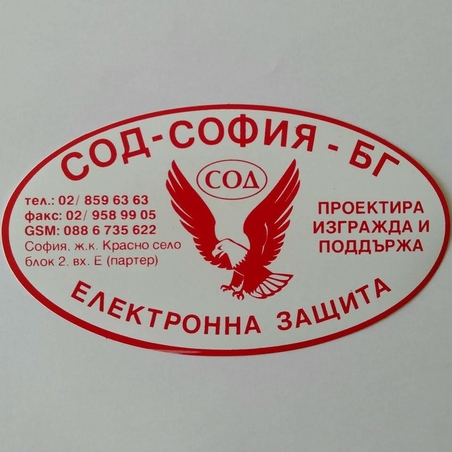 СОД-СОФИЯ - БГ
СОД
тел.: 02/ 859 63 63
факс: 02/ 958 99 05
GSM: 088 6 735 622
София, ж.к. Красно село
блок 2. вх. Е (партер)
ПРОЕКТИРА
ИЗГРАЖДА И
ПОДДЪРЖА
ЕЛЕКТРОННА ЗАЩИТА